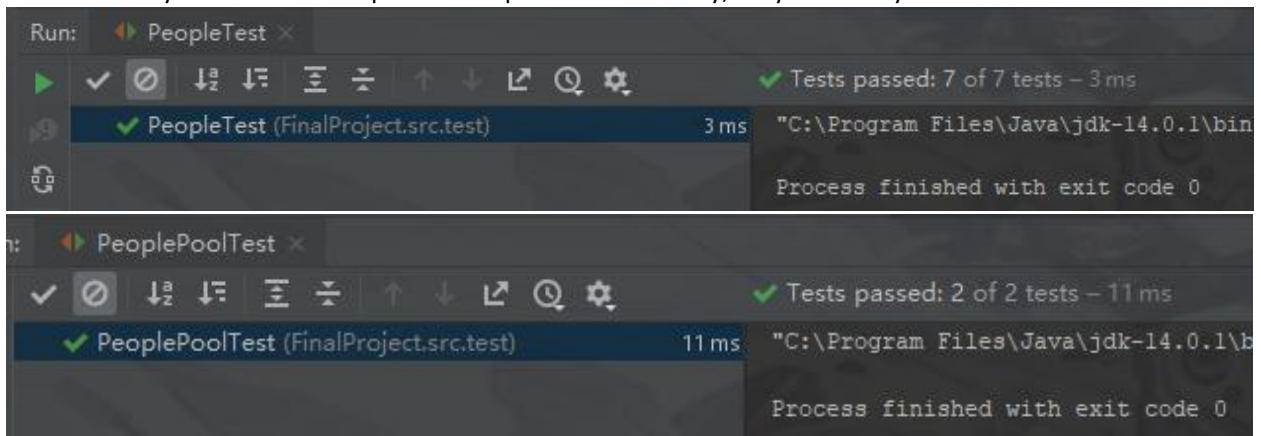 Run: PeopleTest
Tests passed: 7 of 7 tests – 3 ms
PeopleTest (FinalProject.src.test) 3 ms "C:\Program Files\Java\jdk-14.0.1\bin
Process finished with exit code 0
PeoplePoolTest
Tests passed: 2 of 2 tests – 11 ms
PeoplePoolTest (FinalProject.src.test) 11 ms "C:\Program Files\Java\jdk-14.0.1\b
Process finished with exit code 0